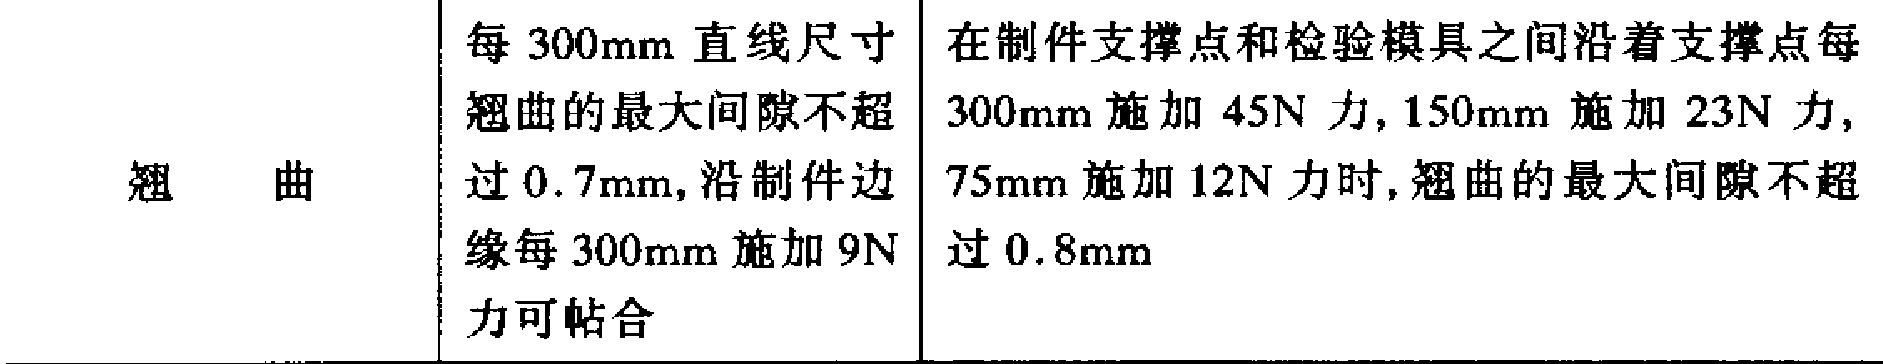 翘 曲
每 300mm 直线尺寸
翘曲的最大间隙不超
过 0.7mm,沿制件边
缘每 300mm 施加 9N
力可帖合
在制件支撑点和检验模具之间沿着支撑点每
300mm 施加 45N 力,150mm 施加 23N 力,
75mm 施加 12N 力时,翘曲的最大间隙不超
过 0.8mm